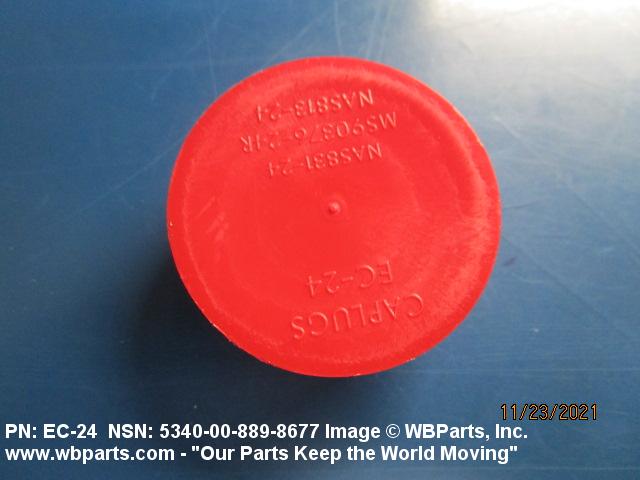 CAPLUGS
EC-24
NAS831-24
MS90376-24R
NAS813-24
11/23/2021
PN: EC-24 NSN: 5340-00-889-8677 Image © WBParts, Inc.
www.wbparts.com - "Our Parts Keep the World Moving"